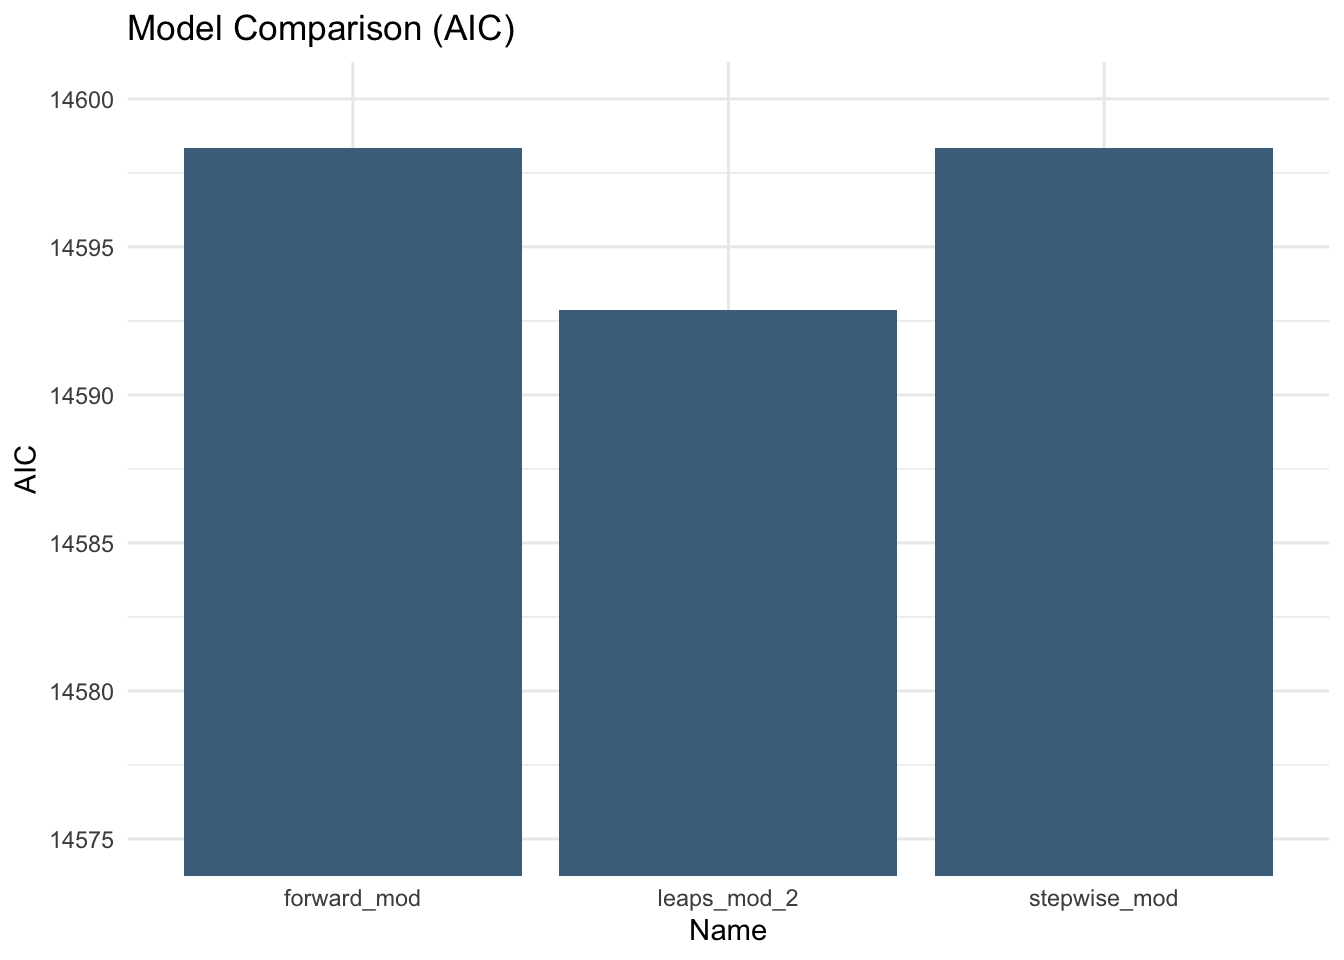 Model Comparison (AIC)
14600
14595
14590
14585
14580
14575
AIC
forward_mod
leaps_mod_2
stepwise_mod
Name